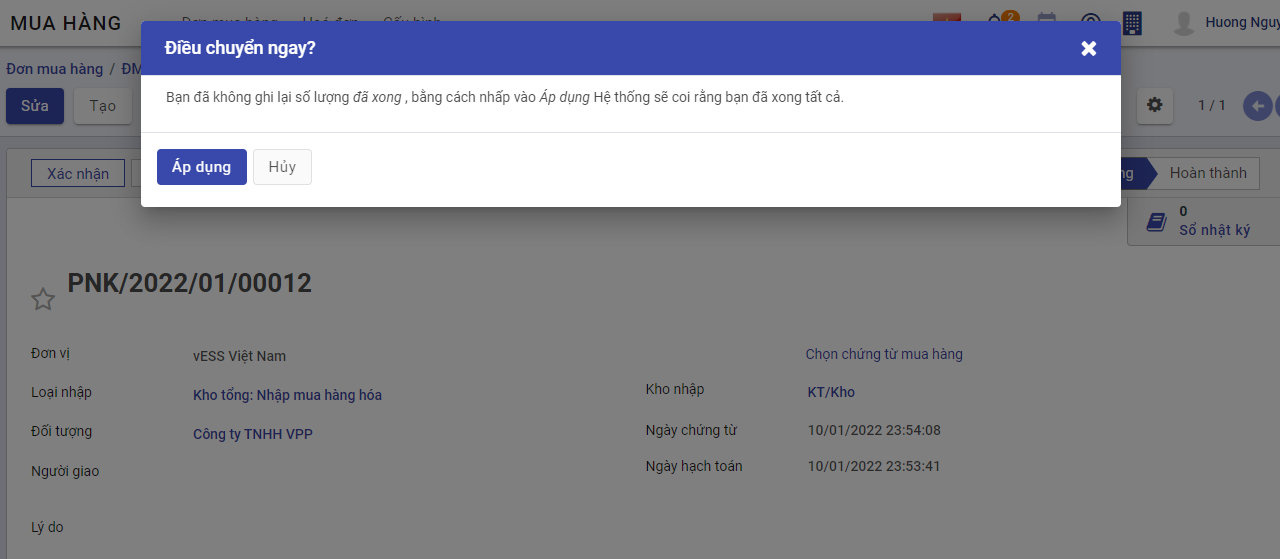 MUA HÀNG
Đơn mua hàng Hoá đơn Cấu hình
2
Huong Nguy
Điều chuyển ngay?
Đơn mua hàng / ĐM
Bạn đã không ghi lại số lượng đã xong , bằng cách nhấp vào Áp dụng Hệ thống sẽ coi rằng bạn đã xong tất cả.
Sửa Tạo
1 / 1
Áp dụng Hủy
Xác nhận
ng Hoàn thành
0
Sổ nhật ký
PNK/2022/01/00012
Đơn vị vESS Việt Nam
Chọn chứng từ mua hàng
Loại nhập Kho tổng: Nhập mua hàng hóa
Kho nhập KT/Kho
Đối tượng Công ty TNHH VPP
Ngày chứng từ 10/01/2022 23:54:08
Người giao
Ngày hạch toán 10/01/2022 23:53:41
Lý do